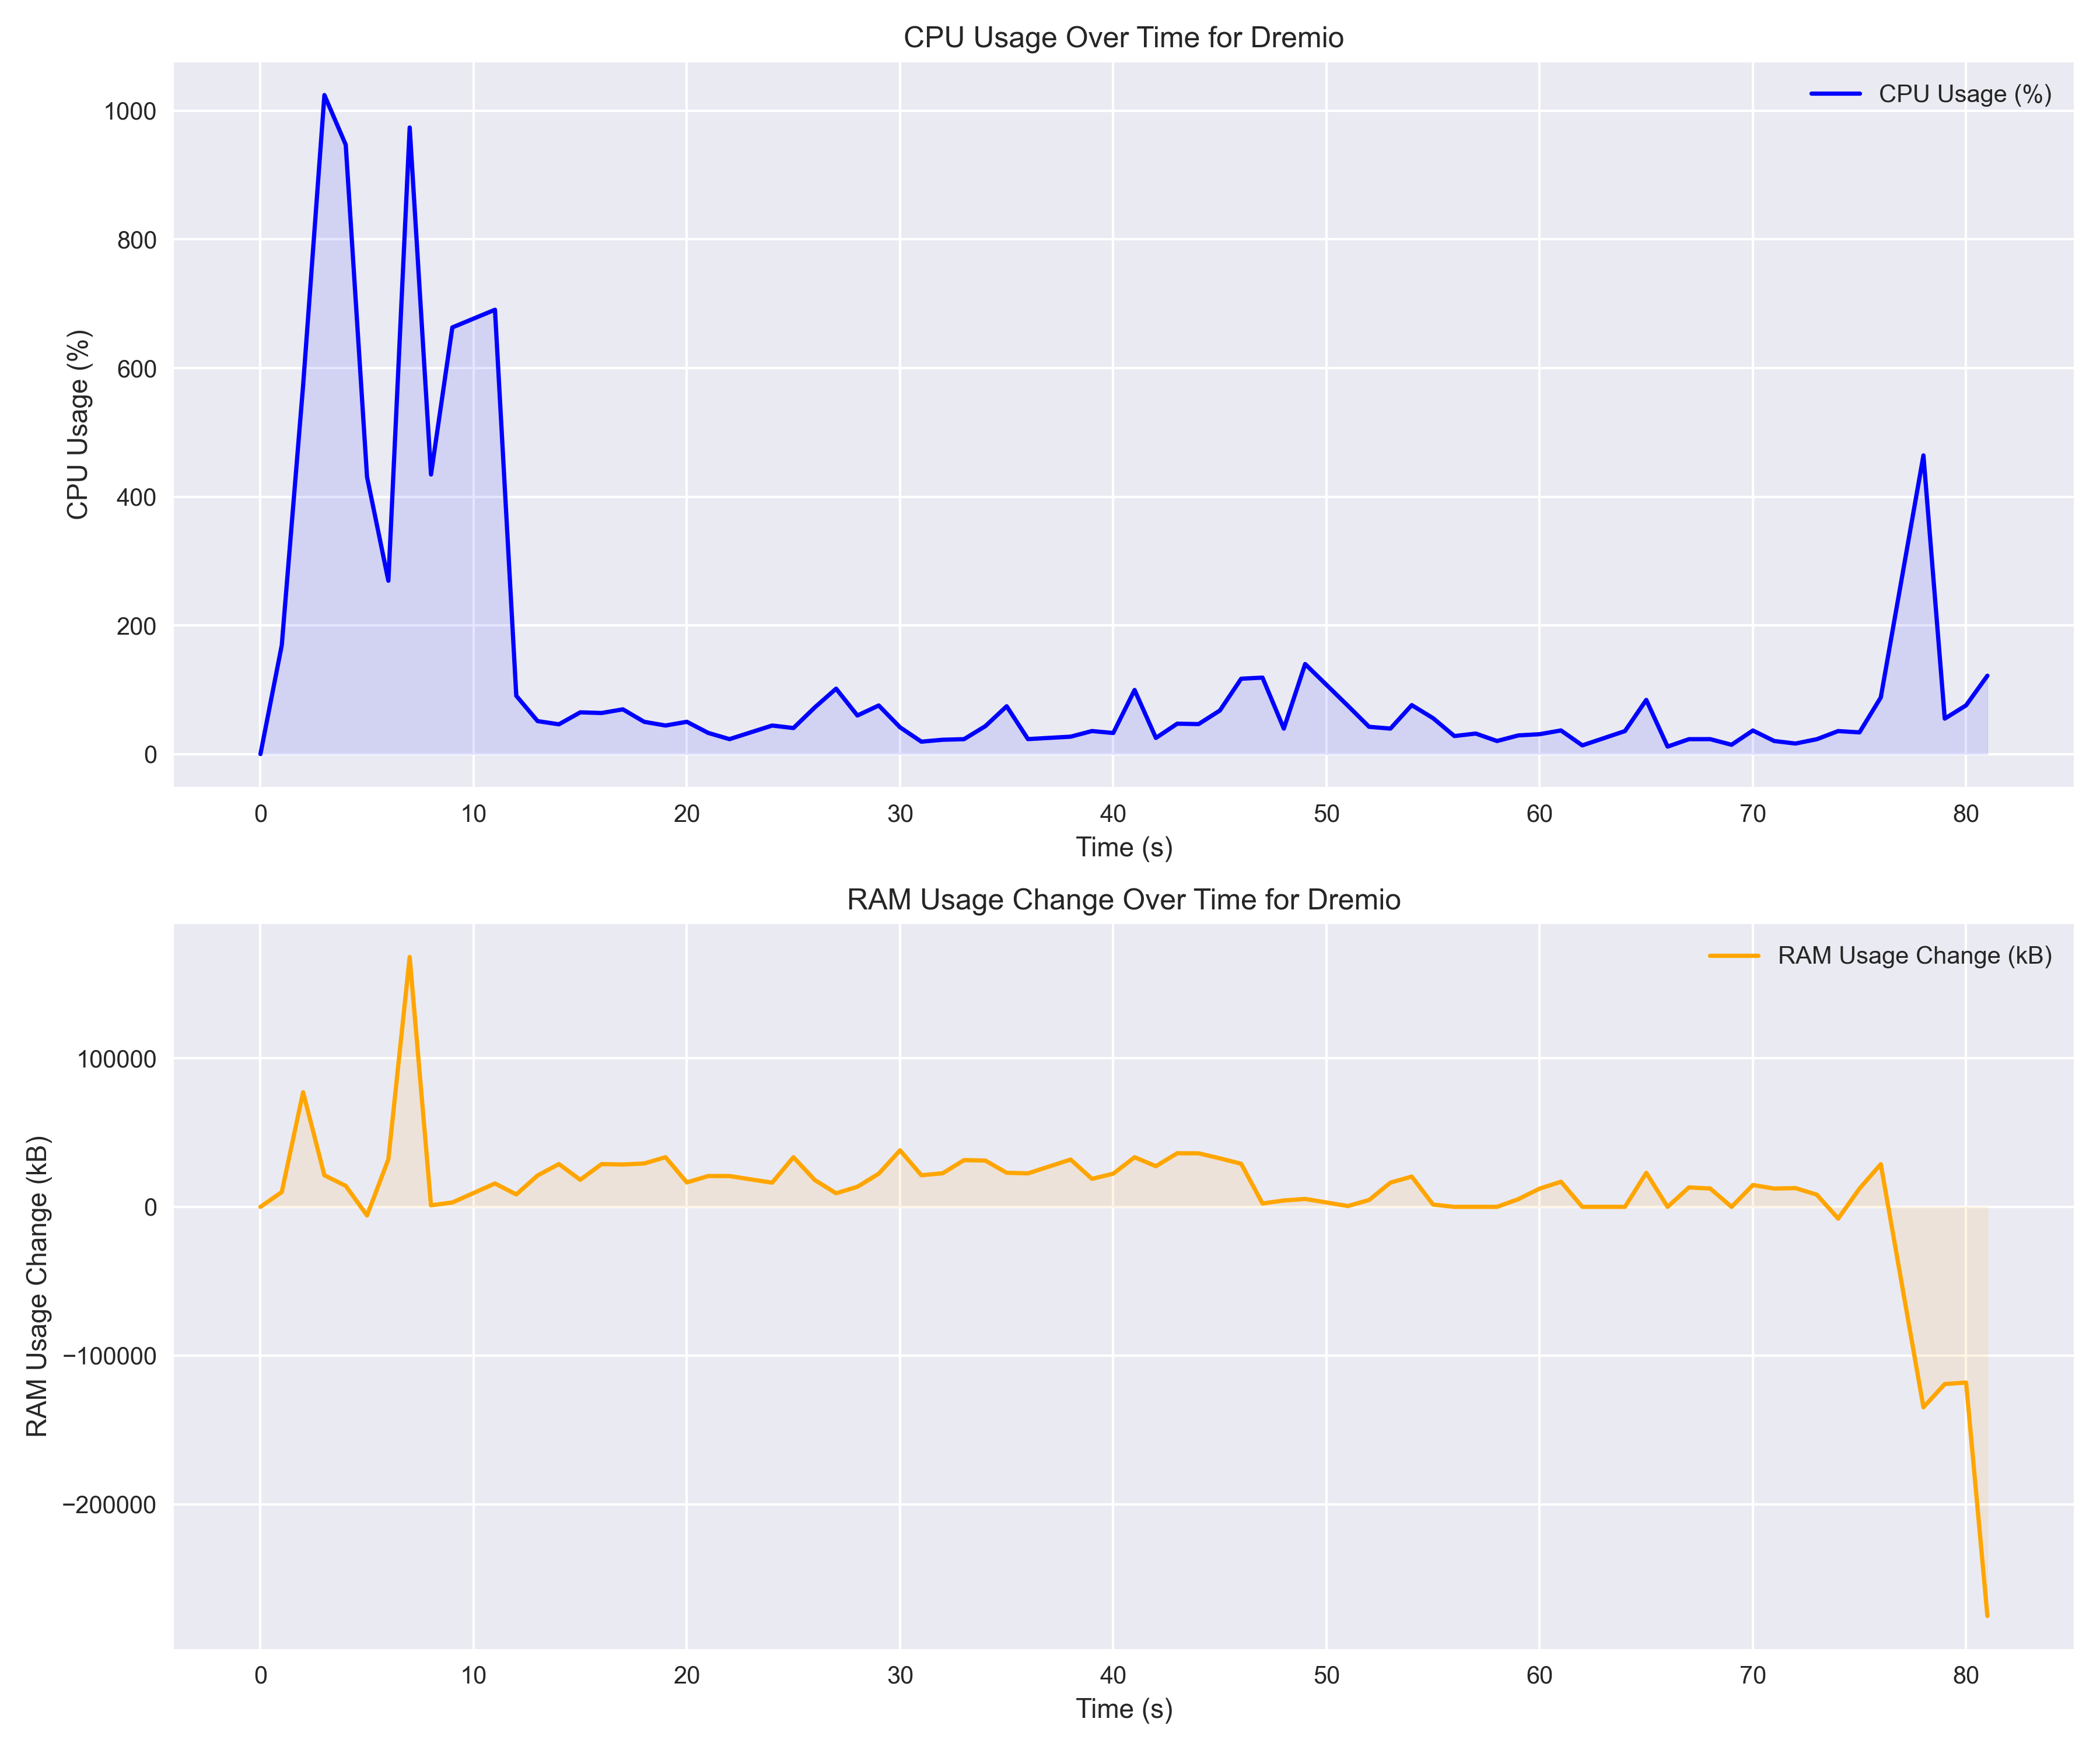 CPU Usage Over Time for Dremio
CPU Usage (%)
1000
800
600
400
200
0
CPU Usage (%)
0 10 20 30 40 50 60 70 80
Time (s)
RAM Usage Change Over Time for Dremio
RAM Usage Change (kB)
100000
0
−100000
−200000
RAM Usage Change (kB)
0 10 20 30 40 50 60 70 80
Time (s)